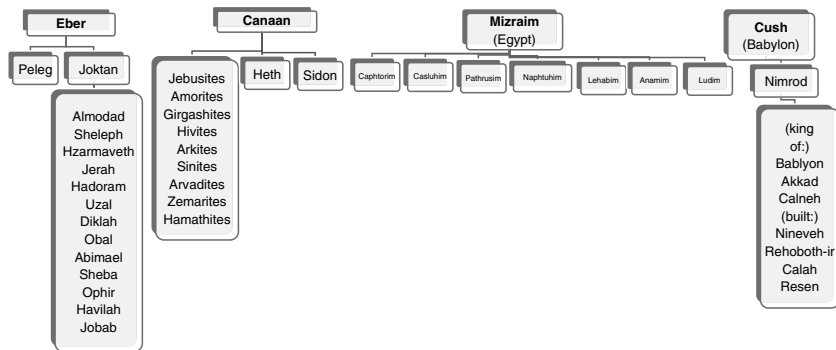 Eber
Peleg
Joktan
Almodad
Sheleph
Hzarmaveth
Jerah
Hadoram
Uzal
Diklah
Obal
Abimael
Sheba
Ophir
Havilah
Jobab
Canaan
Jebusites
Amorites
Girgashites
Hivites
Arkites
Sinites
Arvadites
Zemarites
Hamathites
Heth
Sidon
Mizraim
(Egypt)
Caphtorim
Casluhim
Pathrusim
Naphtuhim
Lehabim
Anamim
Ludim
Cush
(Babylon)
Nimrod
(king
of:)
Bablyon
Akkad
Calneh
(built:)
Nineveh
Rehoboth-ir
Calah
Resen